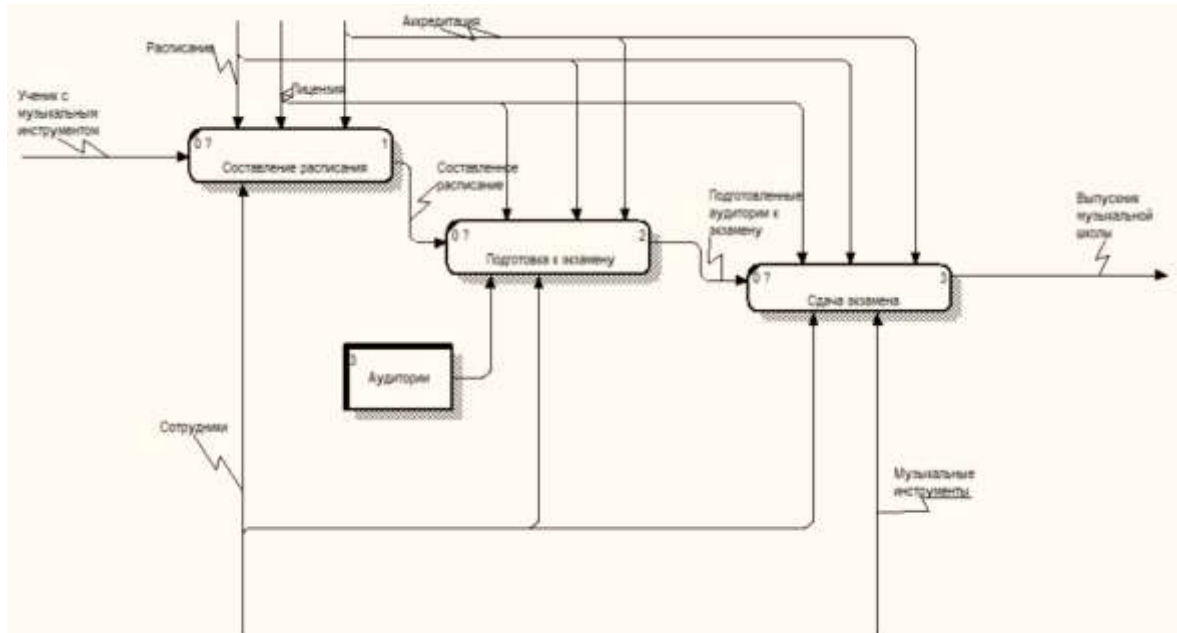 Аккредитация
Расписание
Лицензия
Ученик с
музыкальным
инструментом
0 ?
1
Составление расписания
Составленное
расписание
Подготовленные
аудитории к
экзамену
Выпускник
музыкальной
школы
0 ?
2
Подготовка к экзамену
0 ?
3
Сдача экзамена
3
Аудитории
Сотрудники
Музыкальные
инструменты